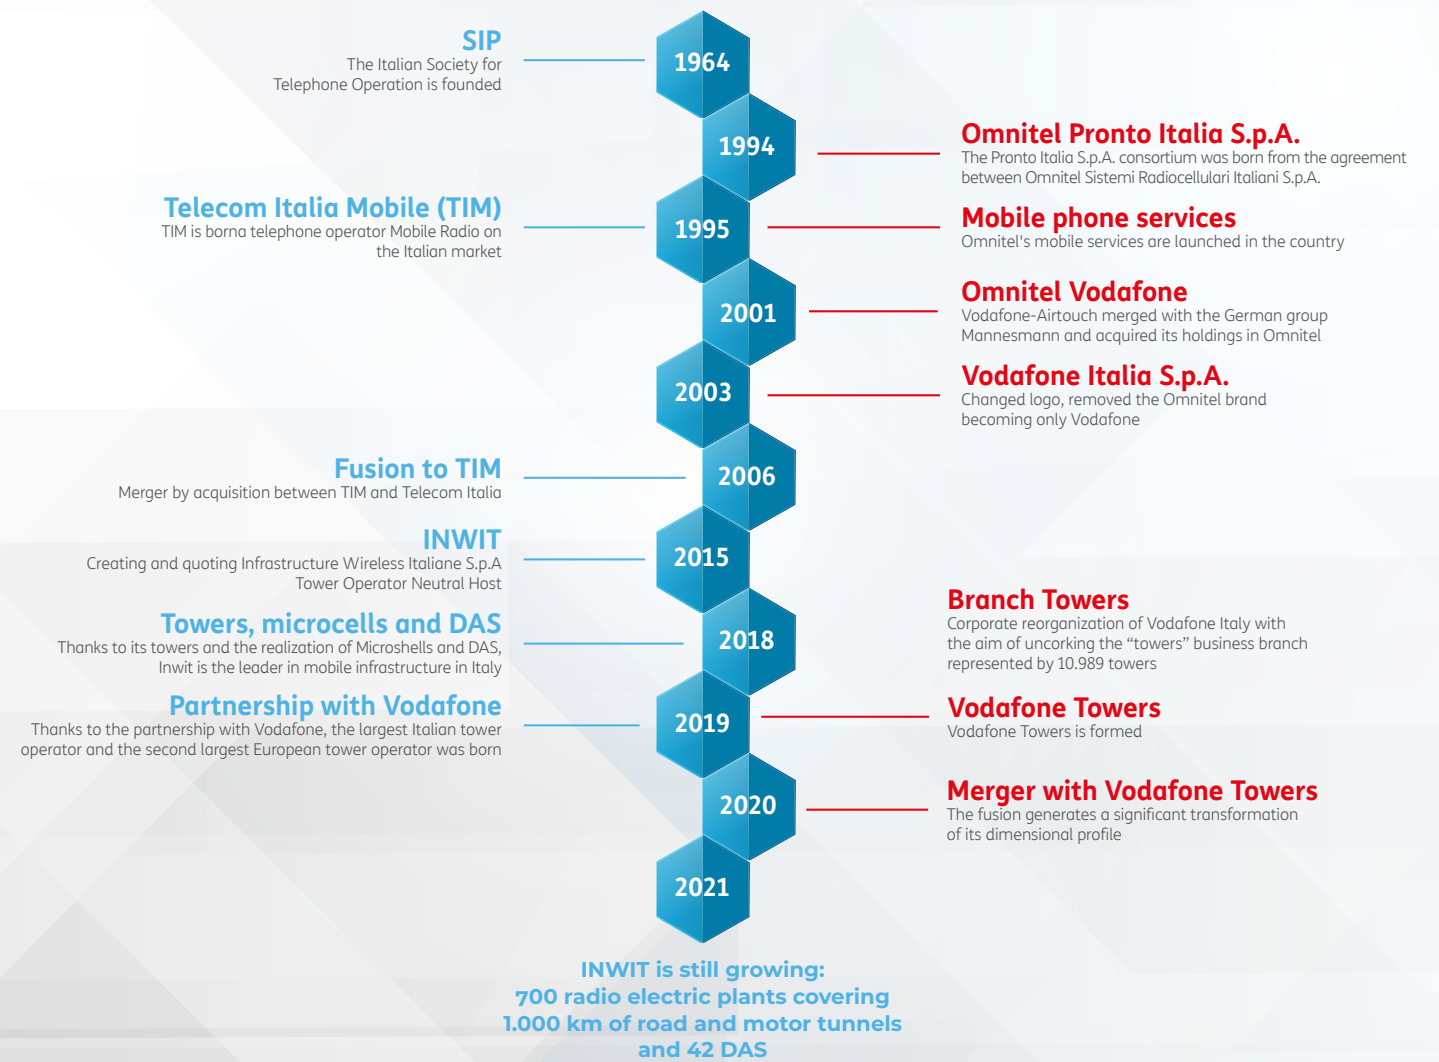 SIP
The Italian Society for
Telephone Operation is founded
1964
1994
Omnitel Pronto Italia S.p.A.
The Pronto Italia S.p.A. consortium was born from the agreement
between Omnitel Sistemi Radiocellulari Italiani S.p.A.
Telecom Italia Mobile (TIM)
TIM is borna telephone operator Mobile Radio on
the Italian market
1995
Mobile phone services
Omnitel's mobile services are launched in the country
2001
Omnitel Vodafone
Vodafone-Airtouch merged with the German group
Mannesmann and acquired its holdings in Omnitel
2003
Vodafone Italia S.p.A.
Changed logo, removed the Omnitel brand
becoming only Vodafone
Fusion to TIM
Merger by acquisition between TIM and Telecom Italia
2006
INWIT
Creating and quoting Infrastructure Wireless Italiane S.p.A
Tower Operator Neutral Host
2015
Towers, microcells and DAS
Thanks to its towers and the realization of Microshells and DAS,
Inwit is the leader in mobile infrastructure in Italy
2018
Branch Towers
Corporate reorganization of Vodafone Italy with
the aim of uncorking the “towers” business branch
represented by 10.989 towers
Partnership with Vodafone
Thanks to the partnership with Vodafone, the largest Italian tower
operator and the second largest European tower operator was born
2019
Vodafone Towers
Vodafone Towers is formed
2020
Merger with Vodafone Towers
The fusion generates a significant transformation
of its dimensional profile
2021
INWIT is still growing:
700 radio electric plants covering
1.000 km of road and motor tunnels
and 42 DAS